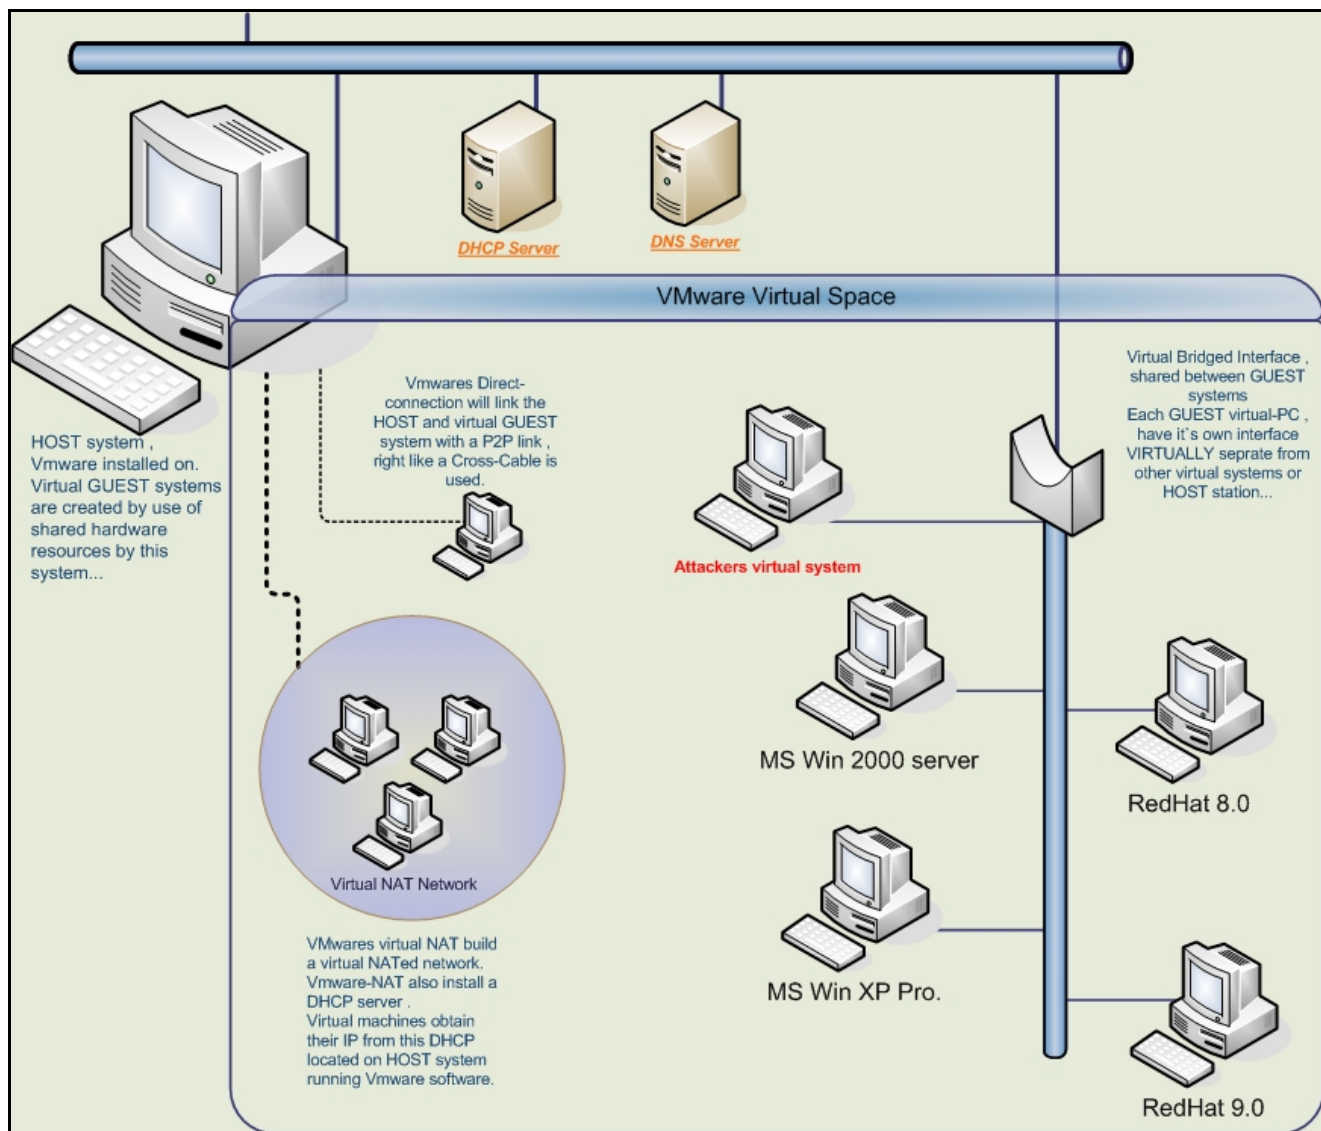 DHCP Server
DNS Server
VMware Virtual Space
HOST system ,
Vmware installed on.
Virtual GUEST systems
are created by use of
shared hardware
resources by this
system...
Vmwares Direct-
connection will link the
HOST and virtual GUEST
system with a P2P link ,
right like a Cross-Cable is
used.
Virtual Bridged Interface ,
shared between GUEST
systems
Each GUEST virtual-PC ,
have it`s own interface
VIRTUALLY seprate from
other virtual systems or
HOST station...
Attackers virtual system
MS Win 2000 server
RedHat 8.0
MS Win XP Pro.
RedHat 9.0
Virtual NAT Network
VMwares virtual NAT build
a virtual NATed network.
Vmware-NAT also install a
DHCP server .
Virtual machines obtain
their IP from this DHCP
located on HOST system
running Vmware software.